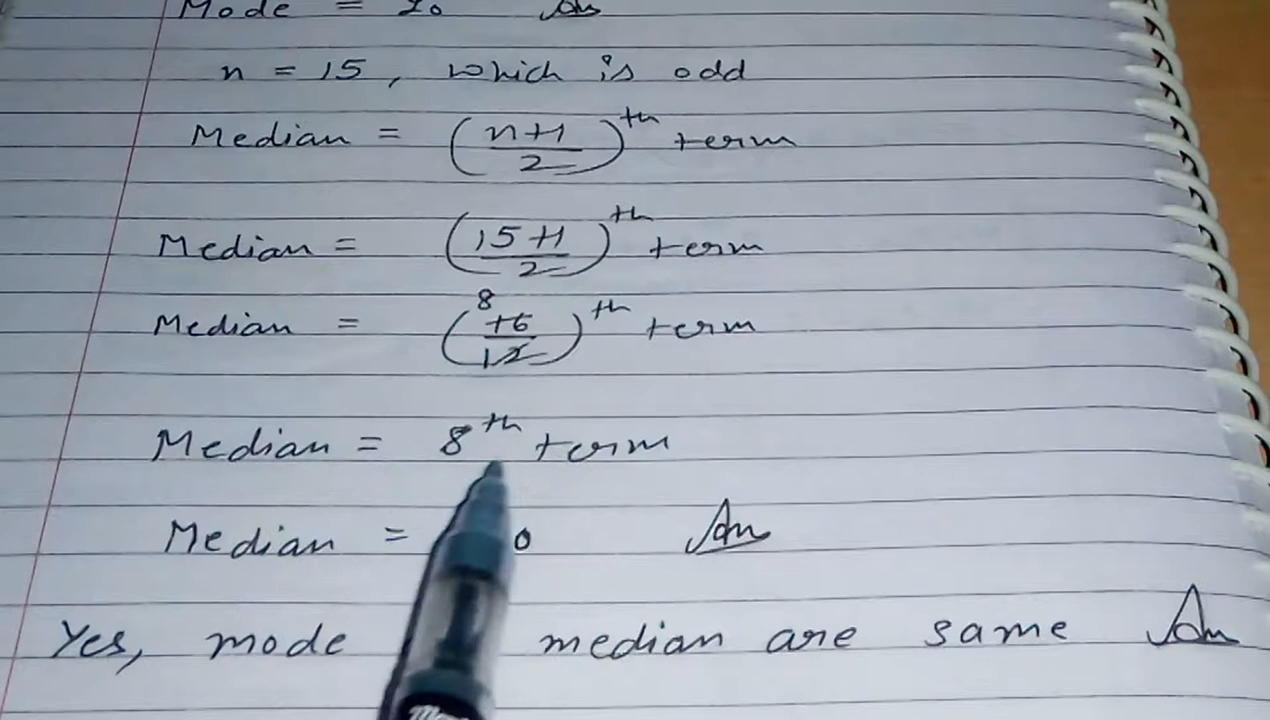 Mode = 20 Ans
n = 15, which is odd
Median = (n+1/2)th term
Median = (15+1/2)th term
Median = (8 16/12)th term
Median = 8th term
Median = 0 Ans
Yes, mode median are same Ans